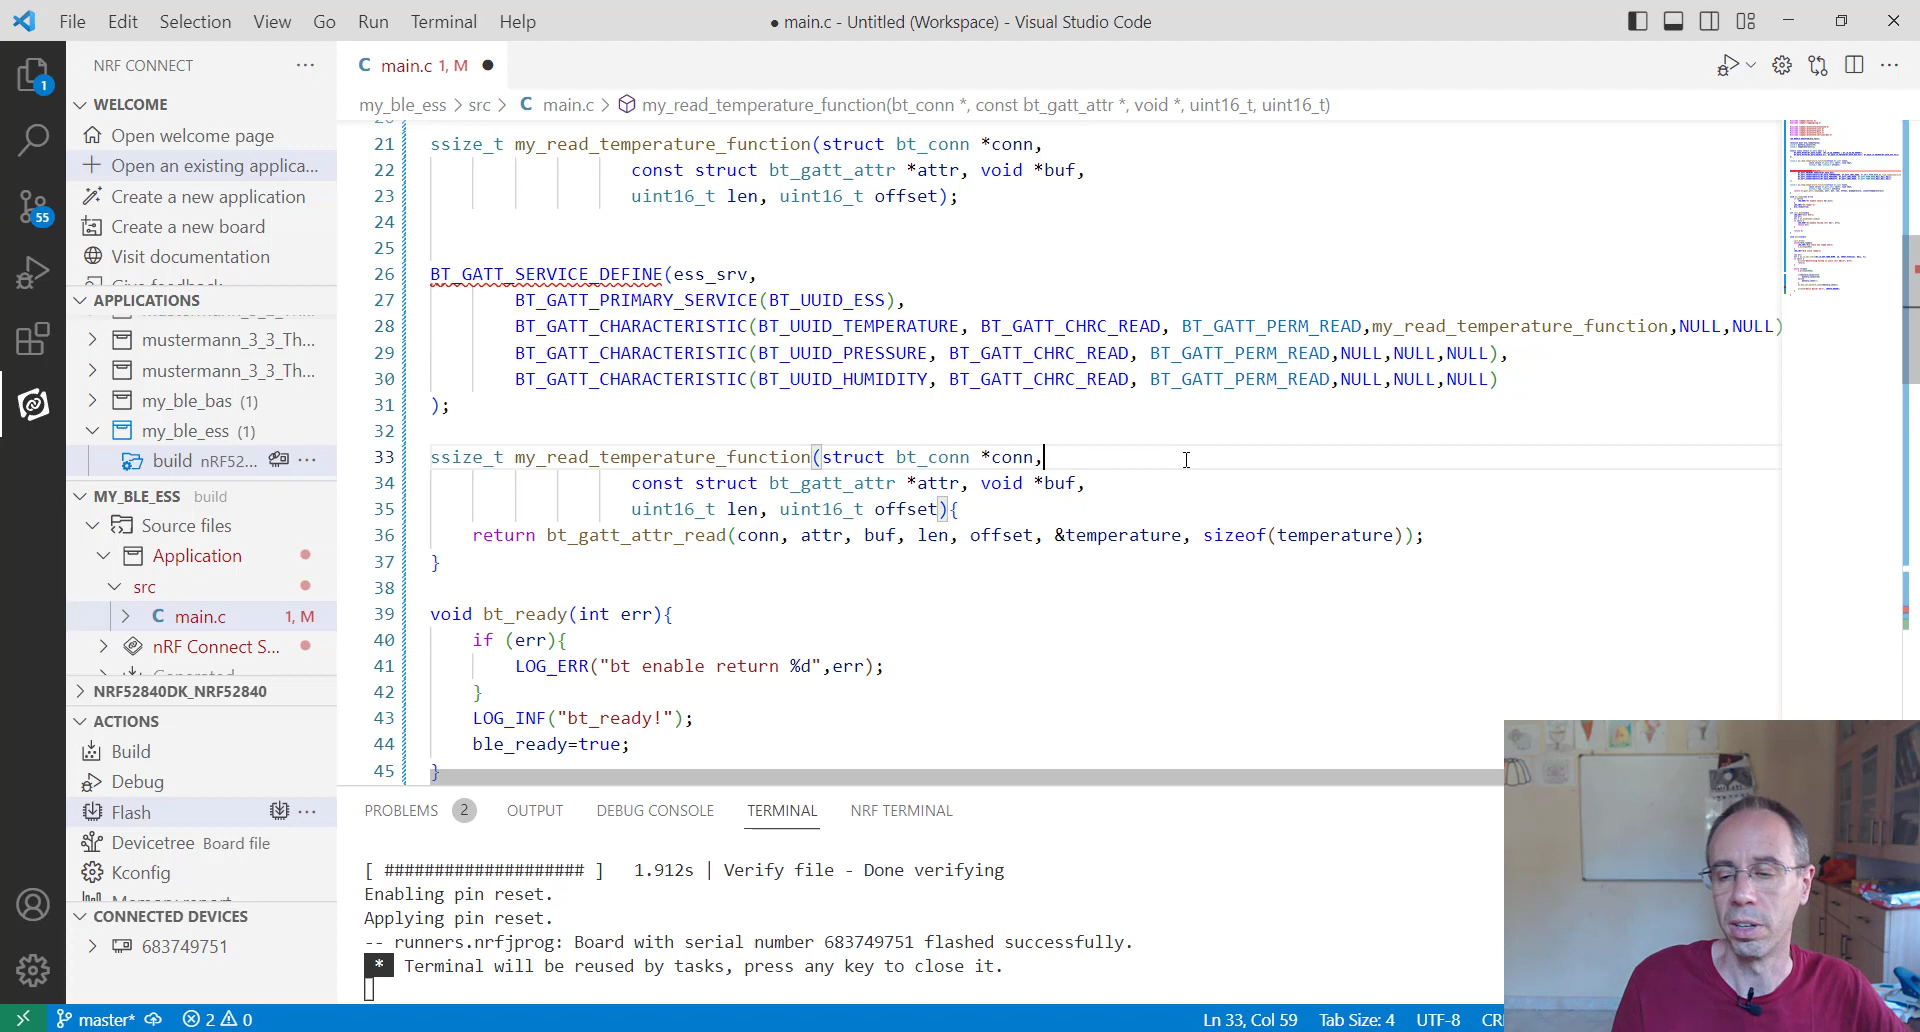 File Edit Selection View Go Run Terminal Help
● main.c - Untitled (Workspace) - Visual Studio Code
NRF CONNECT ···
C main.c 1, M ●
my_ble_ess > src > C main.c > my_read_temperature_function(bt_conn *, const bt_gatt_attr *, void *, uint16_t, uint16_t)
1
55
WELCOME
Open welcome page
Open an existing applica...
Create a new application
Create a new board
Visit documentation
Give feedback
APPLICATIONS
mustermann_3_3_Th...
mustermann_3_3_Th...
my_ble_bas (1)
my_ble_ess (1)
build nRF52... ···
MY_BLE_ESS build
Source files
Application
src
C main.c 1, M
nRF Connect S...
Generated
NRF52840DK_NRF52840
ACTIONS
Build
Debug
Flash ···
Devicetree Board file
Kconfig
Memory report
CONNECTED DEVICES
683749751
21 ssize_t my_read_temperature_function(struct bt_conn *conn,
22 const struct bt_gatt_attr *attr, void *buf,
23 uint16_t len, uint16_t offset);
24
25
26 BT_GATT_SERVICE_DEFINE(ess_srv,
27 BT_GATT_PRIMARY_SERVICE(BT_UUID_ESS),
28 BT_GATT_CHARACTERISTIC(BT_UUID_TEMPERATURE, BT_GATT_CHRC_READ, BT_GATT_PERM_READ,my_read_temperature_function,NULL,NULL)
29 BT_GATT_CHARACTERISTIC(BT_UUID_PRESSURE, BT_GATT_CHRC_READ, BT_GATT_PERM_READ,NULL,NULL,NULL),
30 BT_GATT_CHARACTERISTIC(BT_UUID_HUMIDITY, BT_GATT_CHRC_READ, BT_GATT_PERM_READ,NULL,NULL,NULL)
31 );
32
33 ssize_t my_read_temperature_function(struct bt_conn *conn,
34 const struct bt_gatt_attr *attr, void *buf,
35 uint16_t len, uint16_t offset){
36 return bt_gatt_attr_read(conn, attr, buf, len, offset, &temperature, sizeof(temperature));
37 }
38
39 void bt_ready(int err){
40 if (err){
41 LOG_ERR("bt enable return %d",err);
42 }
43 LOG_INF("bt_ready!");
44 ble_ready=true;
45 }
PROBLEMS 2 OUTPUT DEBUG CONSOLE TERMINAL NRF TERMINAL
[ #################### ] 1.912s | Verify file - Done verifying
Enabling pin reset.
Applying pin reset.
-- runners.nrfjprog: Board with serial number 683749751 flashed successfully.
* Terminal will be reused by tasks, press any key to close it.
master* 2 0 Ln 33, Col 59 Tab Size: 4 UTF-8